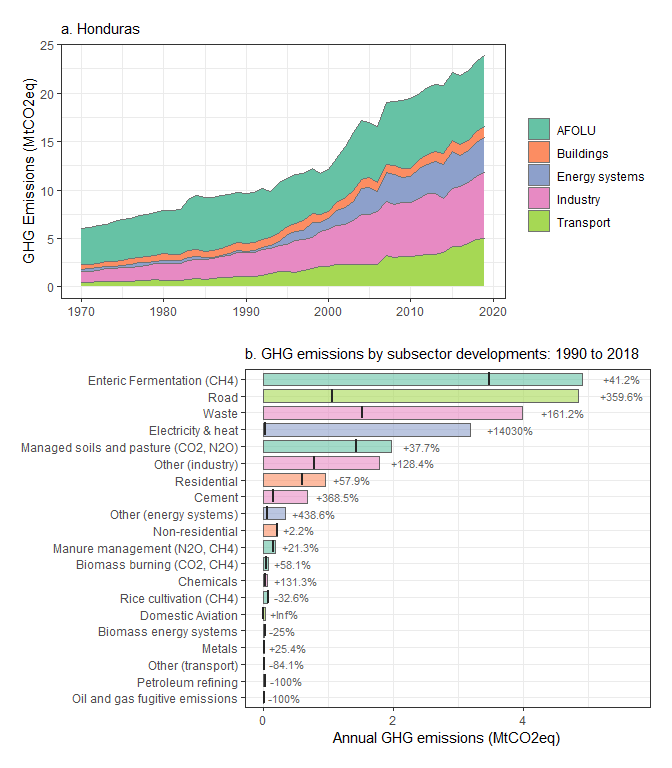 a. Honduras
GHG Emissions (MtCO2eq)
25
20
15
10
5
0
1970
1980
1990
2000
2010
2020
AFOLU
Buildings
Energy systems
Industry
Transport
b. GHG emissions by subsector developments: 1990 to 2018
Enteric Fermentation (CH4) +41.2%
Road +359.6%
Waste +161.2%
Electricity & heat +14030%
Managed soils and pasture (CO2, N2O) +37.7%
Other (industry) +128.4%
Residential +57.9%
Cement +368.5%
Other (energy systems) +438.6%
Non-residential +2.2%
Manure management (N2O, CH4) +21.3%
Biomass burning (CO2, CH4) +58.1%
Chemicals +131.3%
Rice cultivation (CH4) -32.6%
Domestic Aviation +Inf%
Biomass energy systems -25%
Metals +25.4%
Other (transport) -84.1%
Petroleum refining -100%
Oil and gas fugitive emissions -100%
0
2
4
Annual GHG emissions (MtCO2eq)